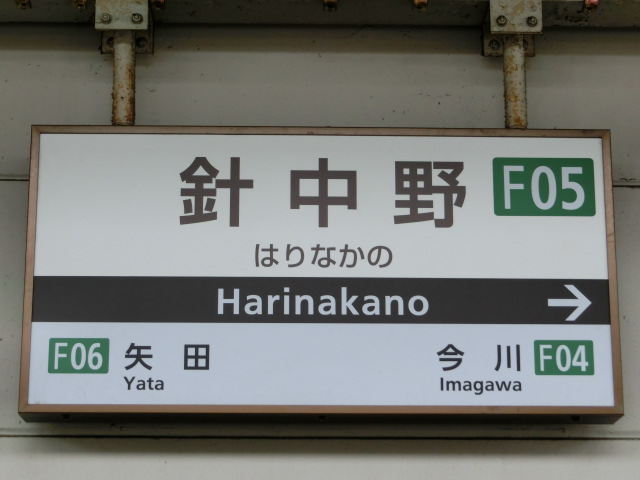 針中野 F05
はりなかの
Harinakano →
F06 矢田 今川 F04
Yata Imagawa